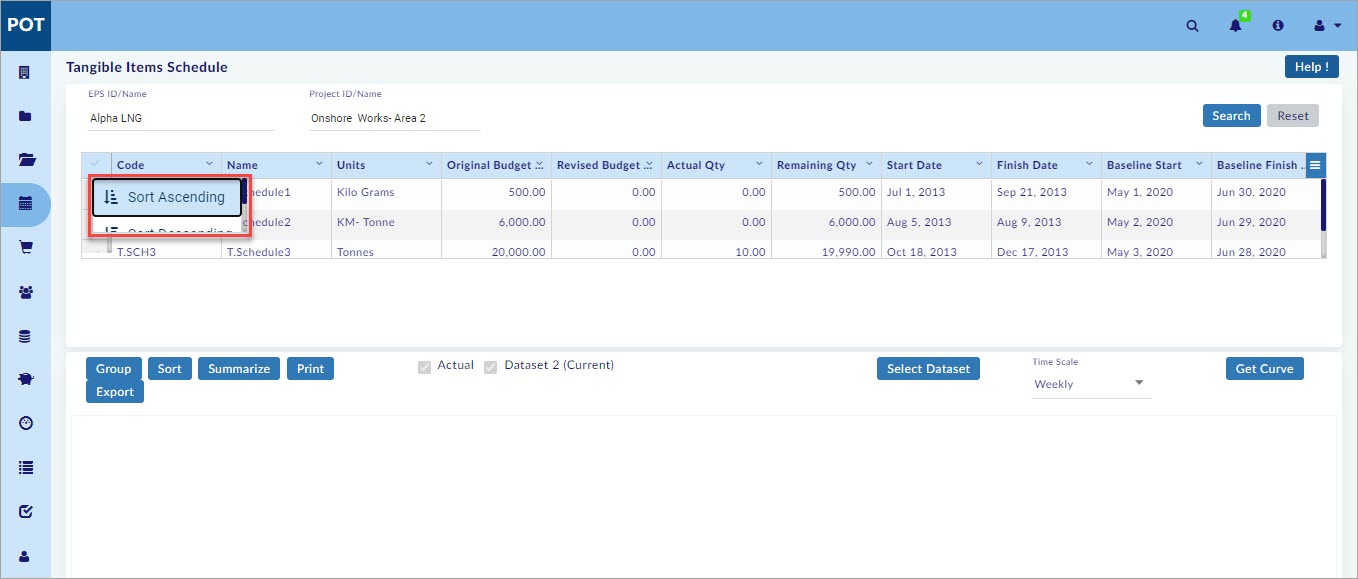 POT
4
Tangible Items Schedule
Help !
EPS ID/Name
Project ID/Name
Alpha LNG
Onshore Works- Area 2
Search
Reset
Code Name Units Original Budget ... Revised Budget ... Actual Qty Remaining Qty Start Date Finish Date Baseline Start Baseline Finish ..
Sort Ascending
Sort Descending
hedule1 Kilo Grams 500.00 0.00 0.00 500.00 Jul 1, 2013 Sep 21, 2013 May 1, 2020 Jun 30, 2020
hedule2 KM- Tonne 6,000.00 0.00 0.00 6,000.00 Aug 5, 2013 Aug 9, 2013 May 2, 2020 Jun 29, 2020
T.SCH3 T.Schedule3 Tonnes 20,000.00 0.00 10.00 19,990.00 Oct 18, 2013 Dec 17, 2013 May 3, 2020 Jun 28, 2020
Group
Sort
Summarize
Print
Export
Actual
Dataset 2 (Current)
Select Dataset
Time Scale
Weekly
Get Curve